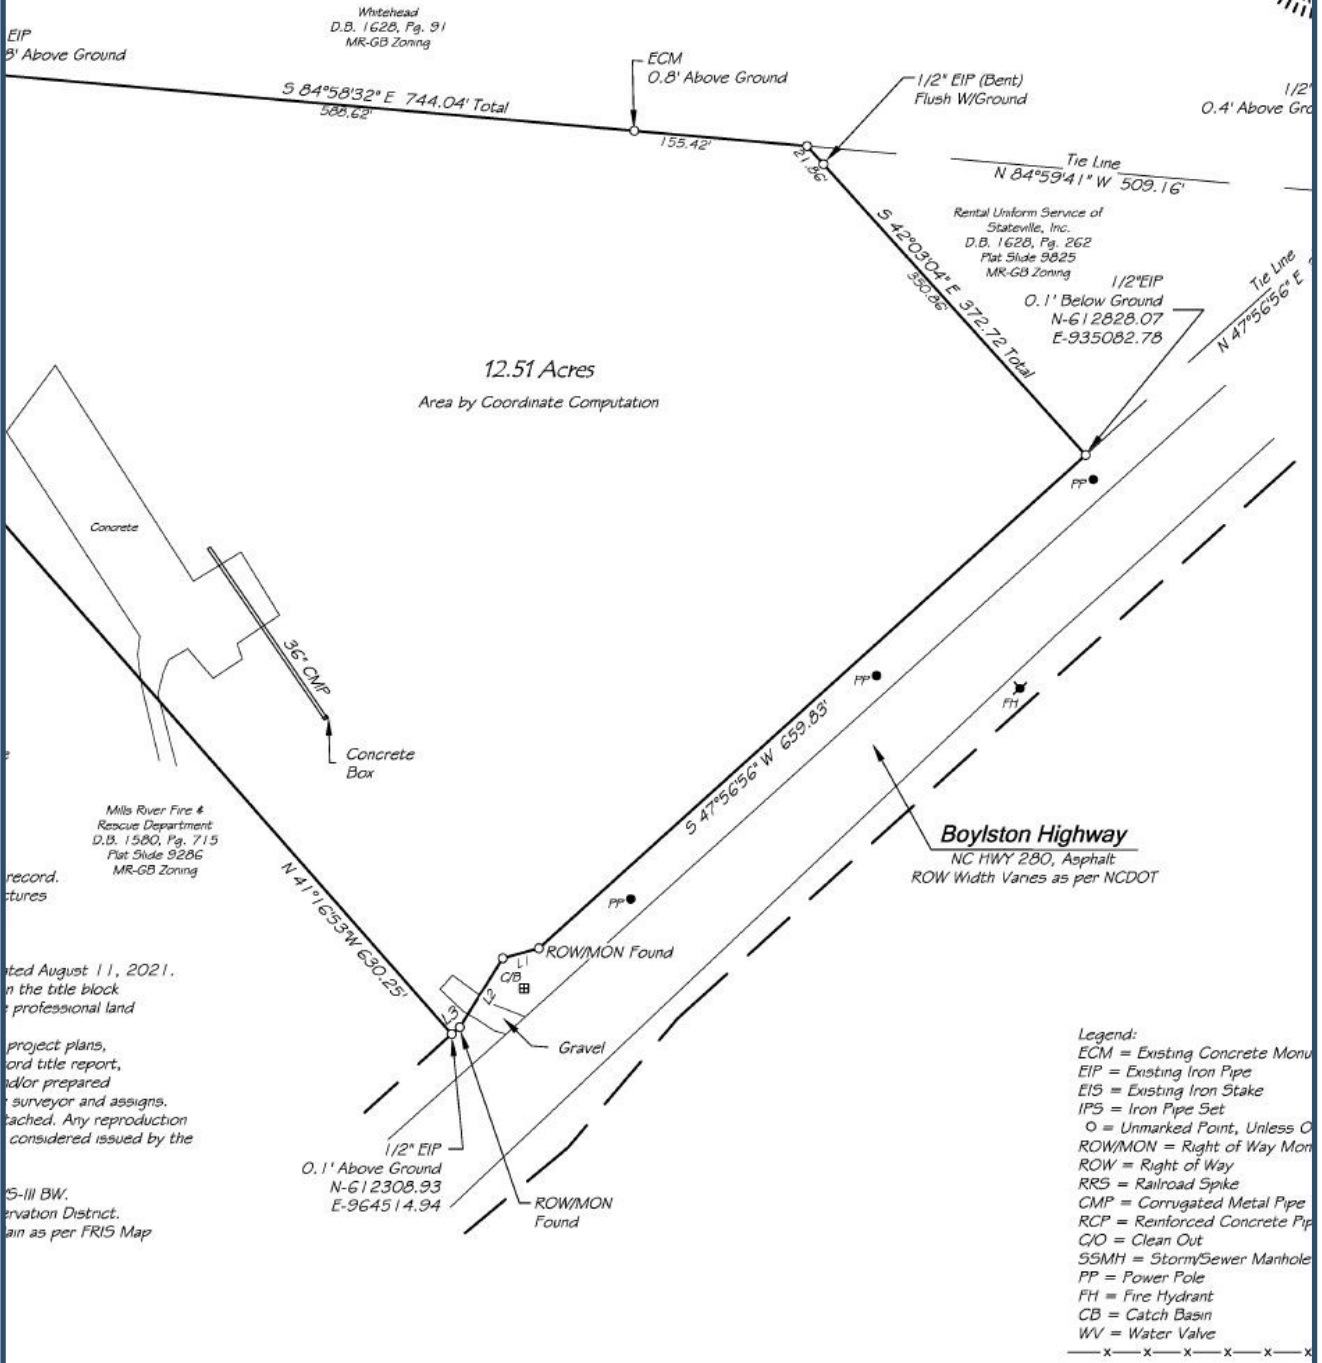 Whitehead
D.B. 1628, Pg. 91
MR-GB Zoning
EIP
8' Above Ground
ECM
0.8' Above Ground
1/2" EIP (Bent)
Flush W/Ground
1/2"
0.4' Above Gro
S 84°58'32" E 744.04' Total
588.62'
155.42'
21.86'
Tie Line
N 84°59'41" W 509.16'
Rental Uniform Service of
Stateville, Inc.
D.B. 1628, Pg. 262
Plat Slide 9825
MR-GB Zoning
S 42°03'04" E 372.72 Total
350.86'
1/2"EIP
0.1' Below Ground
N-612828.07
E-935082.78
Tie Line
N 47°56'56" E
12.51 Acres
Area by Coordinate Computation
PP
Concrete
36" CMP
Concrete
Box
PP
FH
S 47°56'56" W 659.83'
Mills River Fire &
Rescue Department
D.B. 1580, Pg. 715
Plat Slide 9286
MR-GB Zoning
Boylston Highway
NC HWY 280, Asphalt
ROW Width Varies as per NCDOT
N 41°16'53"W 630.25'
PP
ROW/MON Found
L1
C/B
L2
L3
Gravel
record.
ctures
ated August 11, 2021.
n the title block
e professional land
project plans,
ord title report,
nd/or prepared
e surveyor and assigns.
tached. Any reproduction
considered issued by the
VS-III BW.
ervation District.
ain as per FRIS Map
1/2" EIP
0.1' Above Ground
N-612308.93
E-964514.94
ROW/MON
Found
Legend:
ECM = Existing Concrete Monu
EIP = Existing Iron Pipe
EIS = Existing Iron Stake
IPS = Iron Pipe Set
O = Unmarked Point, Unless O
ROW/MON = Right of Way Mon
ROW = Right of Way
RRS = Railroad Spike
CMP = Corrugated Metal Pipe
RCP = Reinforced Concrete Pip
C/O = Clean Out
SSMH = Storm/Sewer Manhole
PP = Power Pole
FH = Fire Hydrant
CB = Catch Basin
WV = Water Valve
x x x x x x